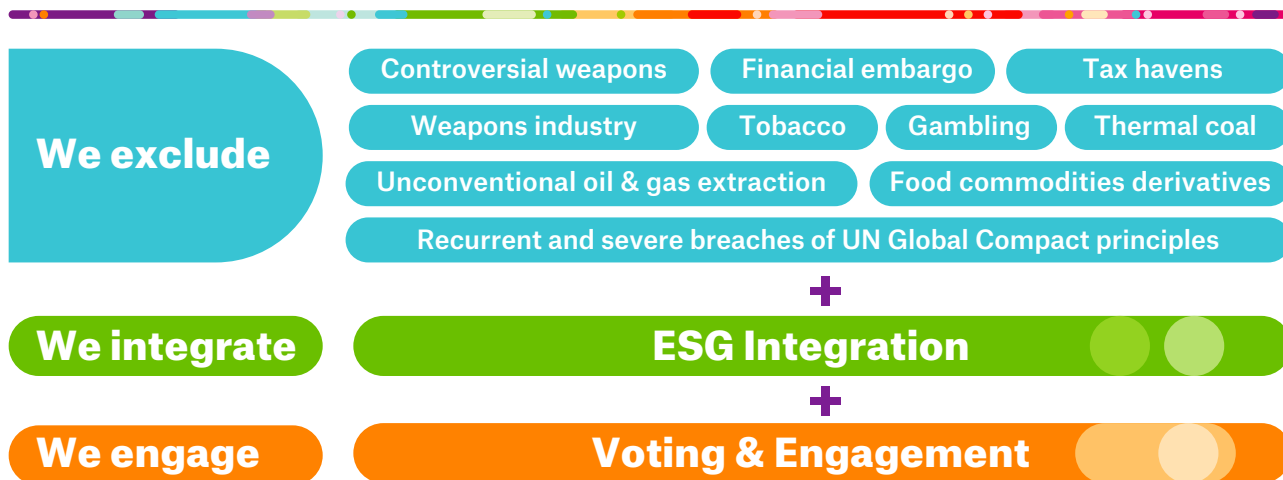 We exclude
Controversial weapons
Financial embargo
Tax havens
Weapons industry
Tobacco
Gambling
Thermal coal
Unconventional oil & gas extraction
Food commodities derivatives
Recurrent and severe breaches of UN Global Compact principles
+
We integrate
ESG Integration
+
We engage
Voting & Engagement